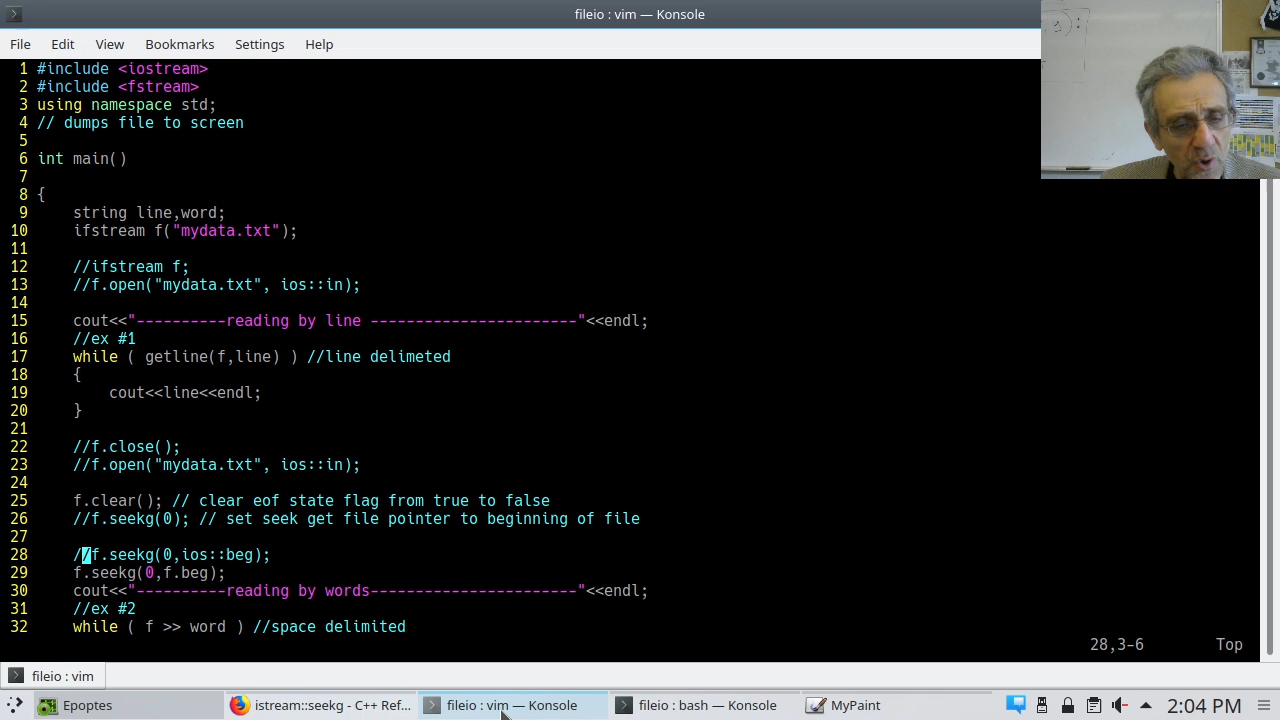 fileio : vim — Konsole
File Edit View Bookmarks Settings Help
1 #include <iostream>
2 #include <fstream>
3 using namespace std;
4 // dumps file to screen
5
6 int main()
7
8 {
9 string line,word;
10 ifstream f("mydata.txt");
11
12 //ifstream f;
13 //f.open("mydata.txt", ios::in);
14
15 cout<<"----------reading by line -----------------------"<<endl;
16 //ex #1
17 while ( getline(f,line) ) //line delimeted
18 {
19 cout<<line<<endl;
20 }
21
22 //f.close();
23 //f.open("mydata.txt", ios::in);
24
25 f.clear(); // clear eof state flag from true to false
26 //f.seekg(0); // set seek get file pointer to beginning of file
27
28 //f.seekg(0,ios::beg);
29 f.seekg(0,f.beg);
30 cout<<"----------reading by words-----------------------"<<endl;
31 //ex #2
32 while ( f >> word ) //space delimited
28,3-6 Top
fileio : vim
Epoptes istream::seekg - C++ Ref... fileio : vim — Konsole fileio : bash — Konsole MyPaint 2:04 PM